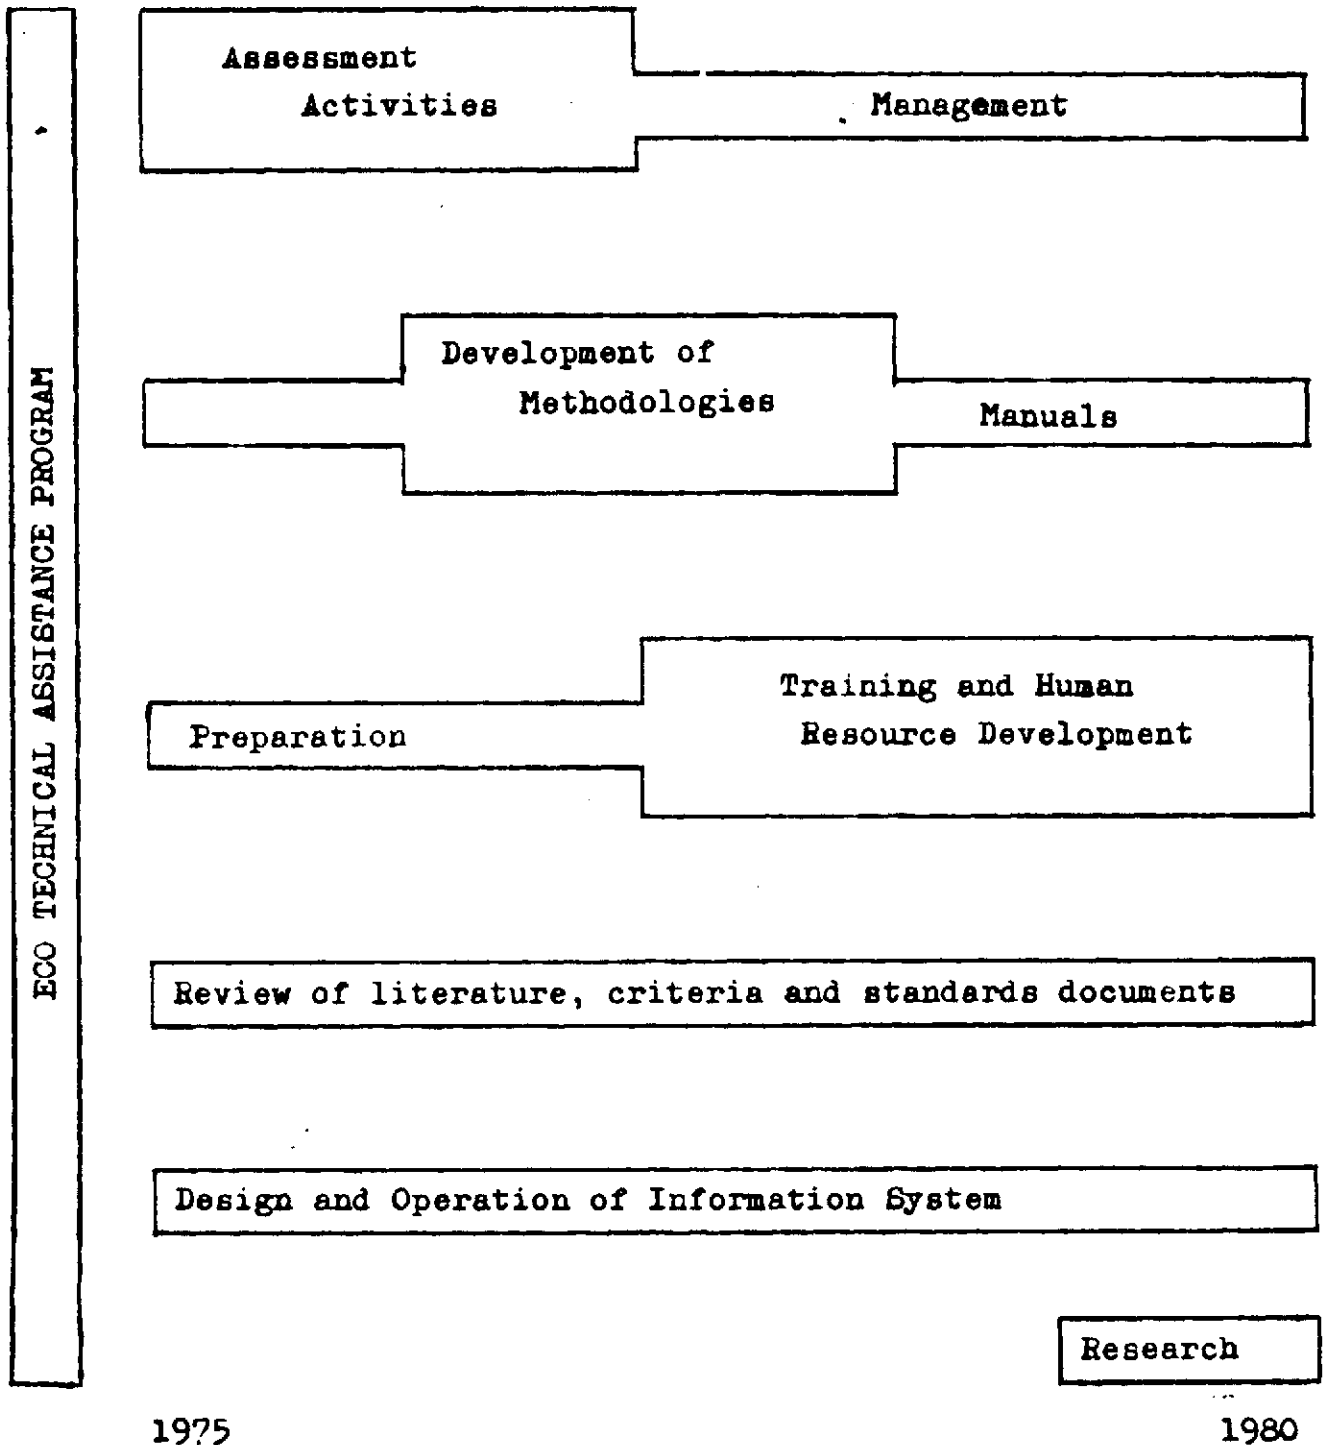 ECO TECHNICAL ASSISTANCE PROGRAM
Assessment
Activities
Management
Development of
Methodologies
Manuals
Preparation
Training and Human
Resource Development
Review of literature, criteria and standards documents
Design and Operation of Information System
Research
1975
1980